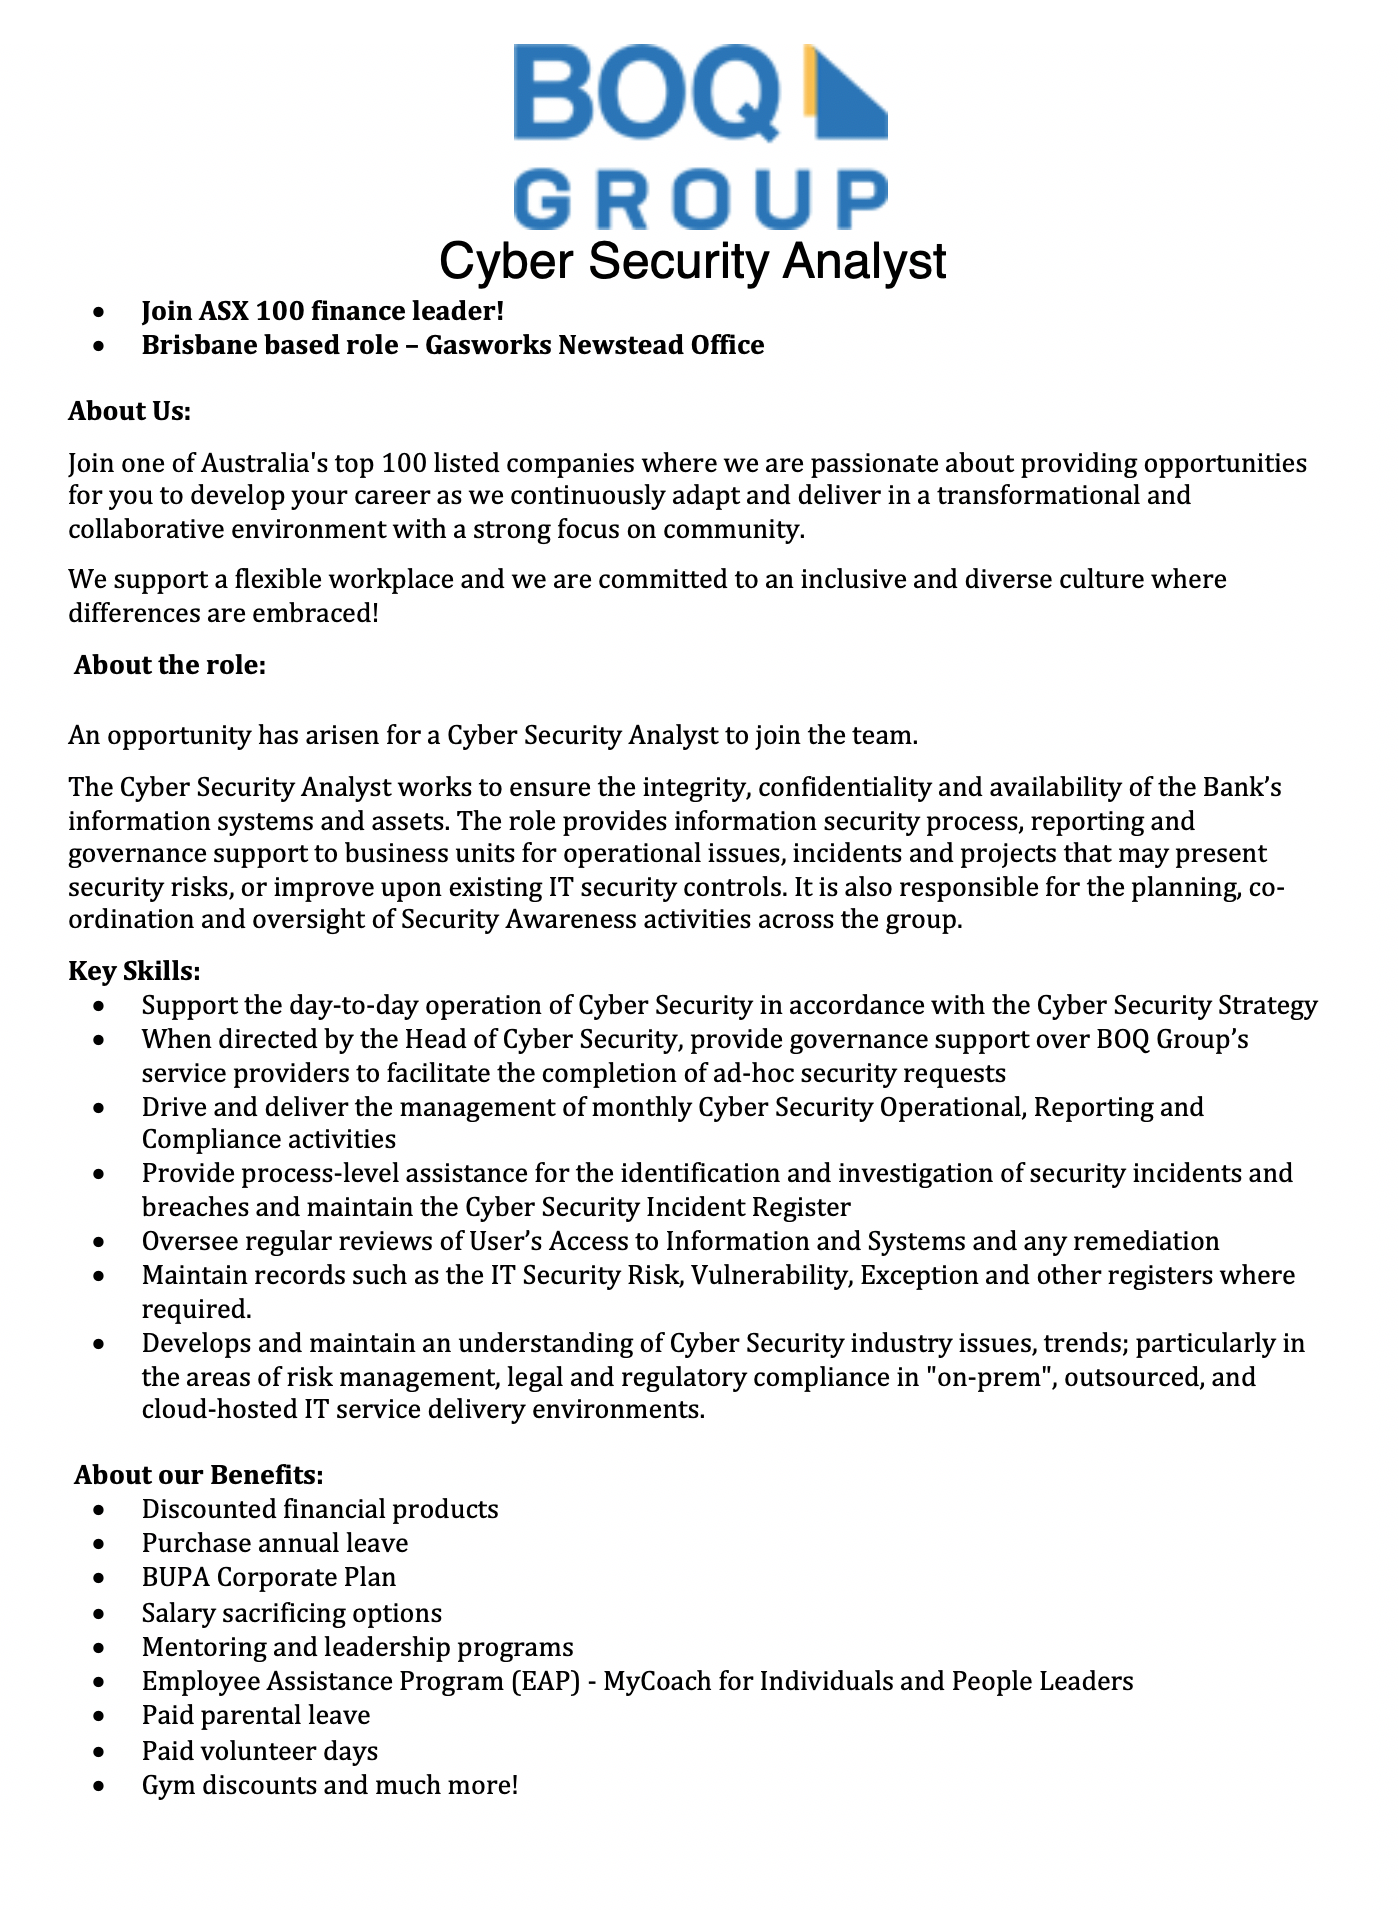 BOQ
GROUP
Cyber Security Analyst
• Join ASX 100 finance leader!
• Brisbane based role – Gasworks Newstead Office
About Us:
Join one of Australia's top 100 listed companies where we are passionate about providing opportunities
for you to develop your career as we continuously adapt and deliver in a transformational and
collaborative environment with a strong focus on community.
We support a flexible workplace and we are committed to an inclusive and diverse culture where
differences are embraced!
About the role:
An opportunity has arisen for a Cyber Security Analyst to join the team.
The Cyber Security Analyst works to ensure the integrity, confidentiality and availability of the Bank’s
information systems and assets. The role provides information security process, reporting and
governance support to business units for operational issues, incidents and projects that may present
security risks, or improve upon existing IT security controls. It is also responsible for the planning, co-
ordination and oversight of Security Awareness activities across the group.
Key Skills:
• Support the day-to-day operation of Cyber Security in accordance with the Cyber Security Strategy
• When directed by the Head of Cyber Security, provide governance support over BOQ Group’s
service providers to facilitate the completion of ad-hoc security requests
• Drive and deliver the management of monthly Cyber Security Operational, Reporting and
Compliance activities
• Provide process-level assistance for the identification and investigation of security incidents and
breaches and maintain the Cyber Security Incident Register
• Oversee regular reviews of User’s Access to Information and Systems and any remediation
• Maintain records such as the IT Security Risk, Vulnerability, Exception and other registers where
required.
• Develops and maintain an understanding of Cyber Security industry issues, trends; particularly in
the areas of risk management, legal and regulatory compliance in "on-prem", outsourced, and
cloud-hosted IT service delivery environments.
About our Benefits:
• Discounted financial products
• Purchase annual leave
• BUPA Corporate Plan
• Salary sacrificing options
• Mentoring and leadership programs
• Employee Assistance Program (EAP) - MyCoach for Individuals and People Leaders
• Paid parental leave
• Paid volunteer days
• Gym discounts and much more!